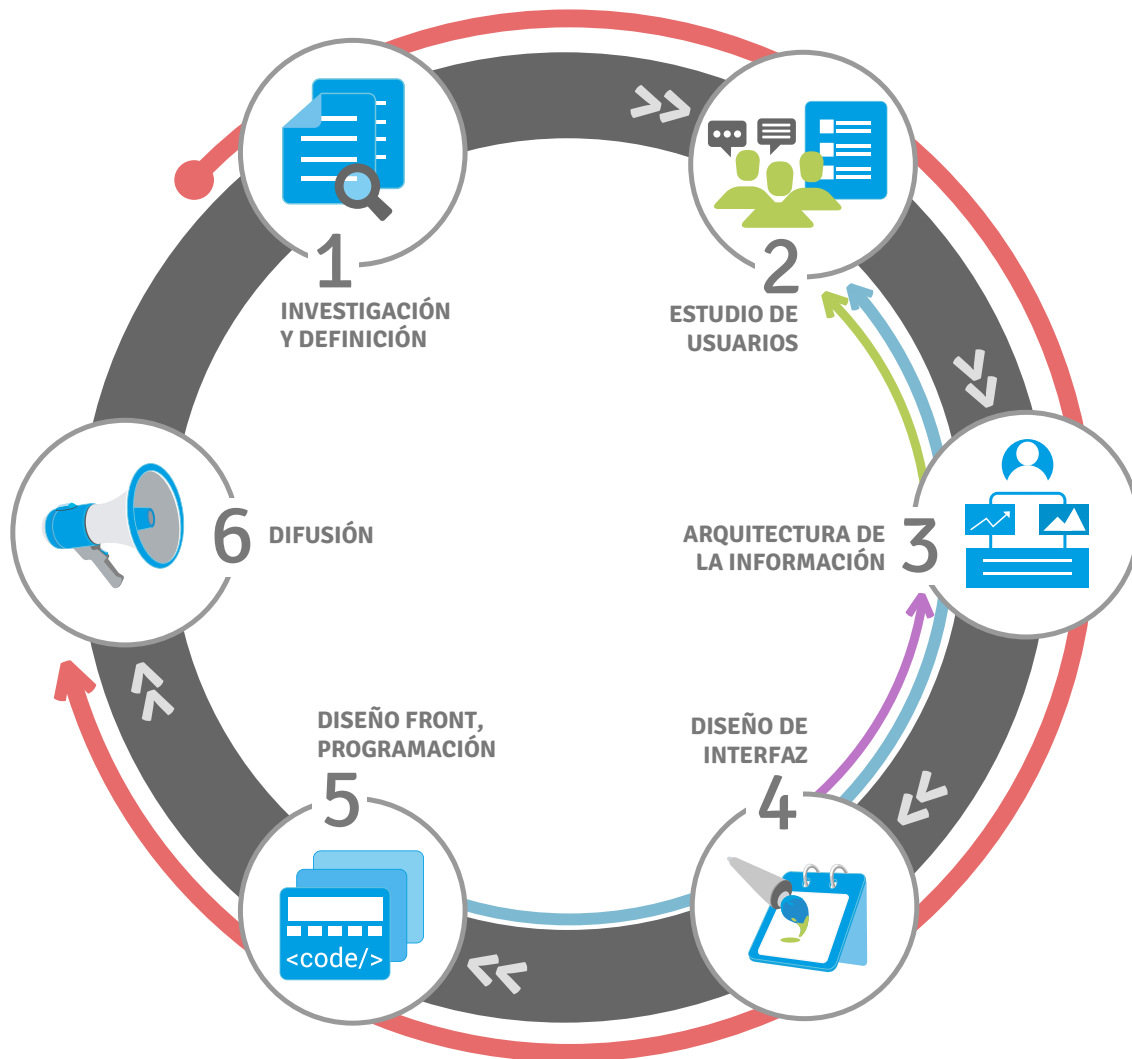 1
INVESTIGACIÓN
Y DEFINICIÓN
2
ESTUDIO DE
USUARIOS
3
ARQUITECTURA DE
LA INFORMACIÓN
4
DISEÑO DE
INTERFAZ
5
DISEÑO FRONT,
PROGRAMACIÓN
<code/>
6
DIFUSIÓN